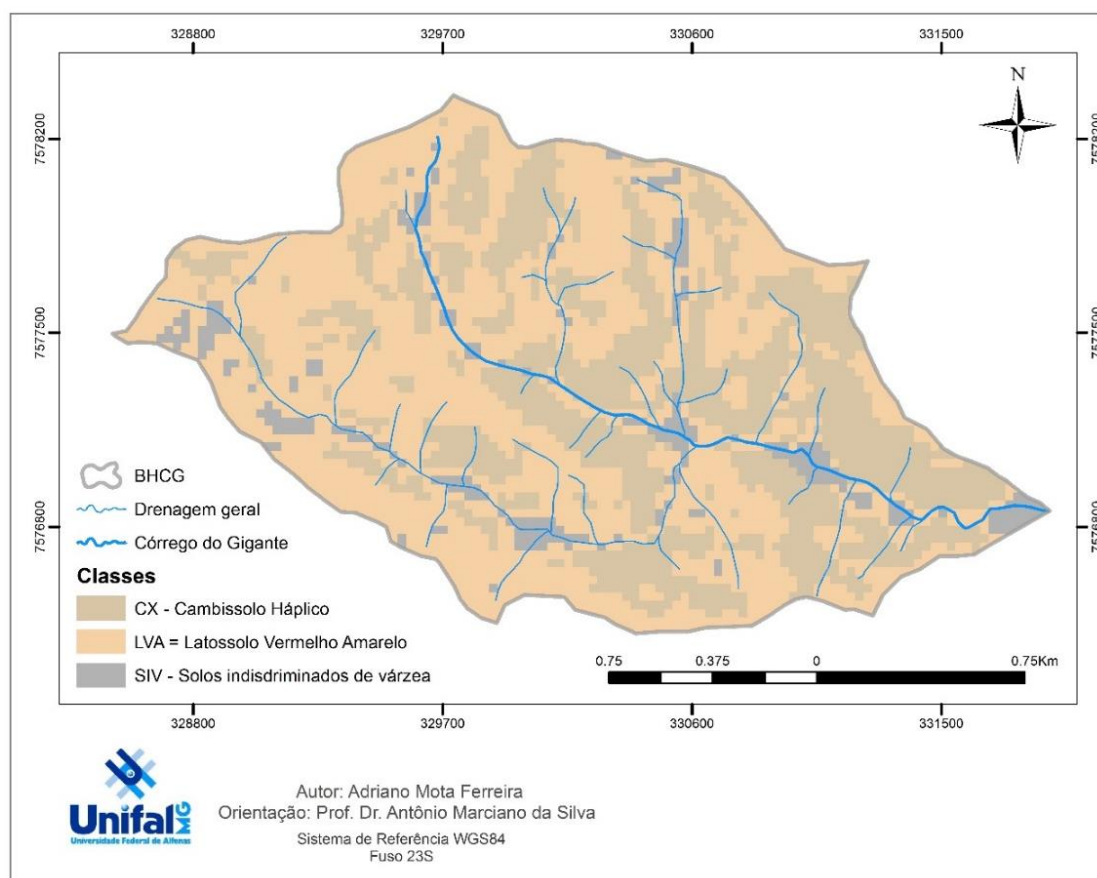 328800 329700 330600 331500
N
7578200 7578200
7577500 7577500
7576800 7576800
BHCG
Drenagem geral
Córrego do Gigante
Classes
CX - Cambissolo Háplico
LVA = Latossolo Vermelho Amarelo
SIV - Solos indisdriminados de várzea
0.75 0.375 0 0.75Km
328800 329700 330600 331500
Unifal MG
Universidade Federal de Alfenas
Autor: Adriano Mota Ferreira
Orientação: Prof. Dr. Antônio Marciano da Silva
Sistema de Referência WGS84
Fuso 23S